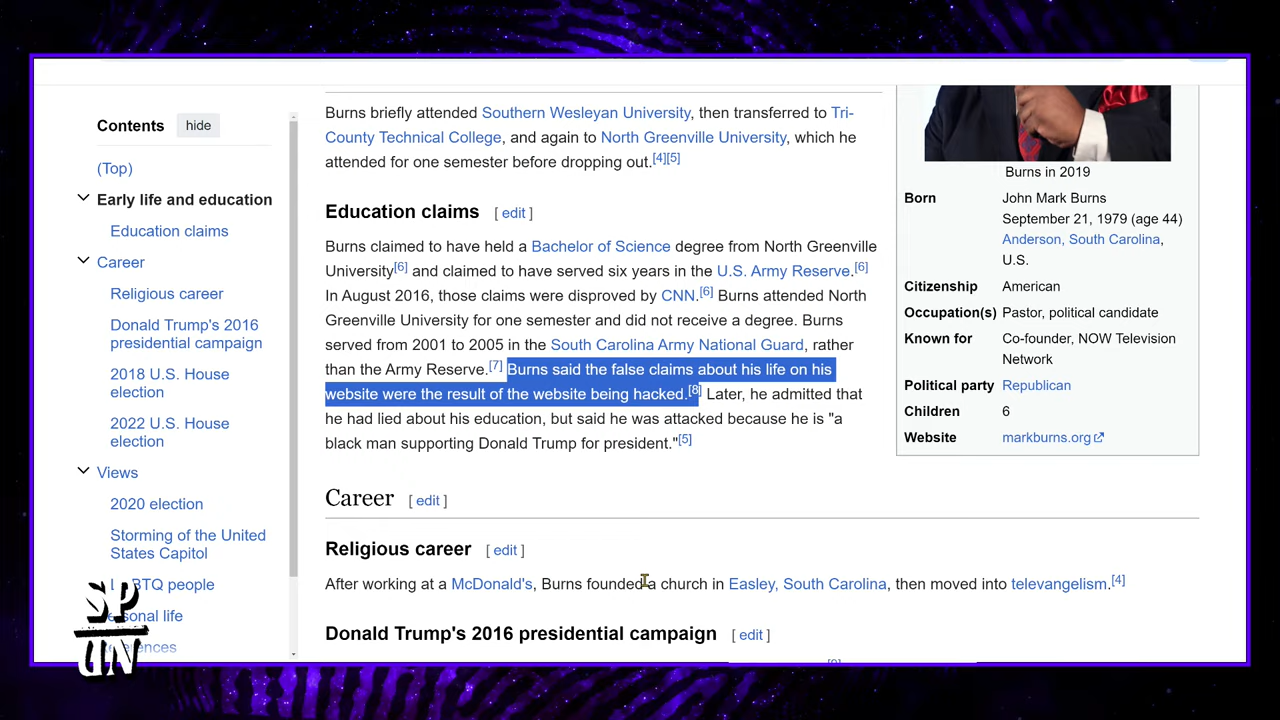 Contents hide
(Top)
Early life and education
Education claims
Career
Religious career
Donald Trump's 2016
presidential campaign
2018 U.S. House
election
2022 U.S. House
election
Views
2020 election
Storming of the United
States Capitol
BTQ people
sonal life
erences
Burns briefly attended Southern Wesleyan University, then transferred to Tri-
County Technical College, and again to North Greenville University, which he
attended for one semester before dropping out.[4][5]
Education claims [ edit ]
Burns claimed to have held a Bachelor of Science degree from North Greenville
University[6] and claimed to have served six years in the U.S. Army Reserve.[6]
In August 2016, those claims were disproved by CNN.[6] Burns attended North
Greenville University for one semester and did not receive a degree. Burns
served from 2001 to 2005 in the South Carolina Army National Guard, rather
than the Army Reserve.[7] Burns said the false claims about his life on his
website were the result of the website being hacked.[8] Later, he admitted that
he had lied about his education, but said he was attacked because he is "a
black man supporting Donald Trump for president."[5]
Career [ edit ]
Religious career [ edit ]
After working at a McDonald's, Burns founded a church in Easley, South Carolina, then moved into televangelism.[4]
Donald Trump's 2016 presidential campaign [ edit ]
Burns in 2019
Born John Mark Burns
September 21, 1979 (age 44)
Anderson, South Carolina,
U.S.
Citizenship American
Occupation(s) Pastor, political candidate
Known for Co-founder, NOW Television
Network
Political party Republican
Children 6
Website markburns.org
SP
UN